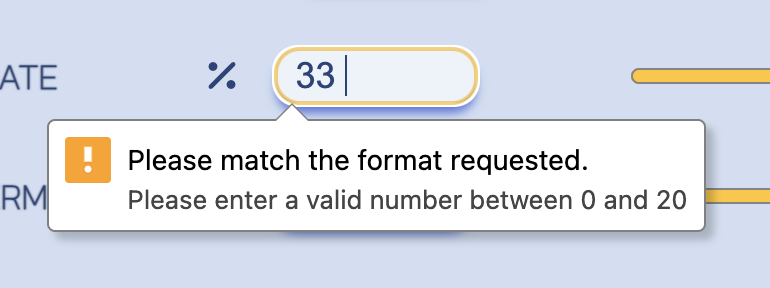 ATE % 33
Please match the format requested.
RM Please enter a valid number between 0 and 20